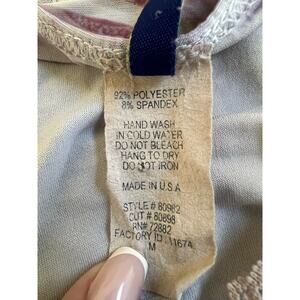 92% POLYESTER
8% SPANDEX
HAND WASH
IN COLD WATER
DO NOT BLEACH
HANG TO DRY
DO NOT IRON
MADE IN U.S.A
STYLE # 80982
CUT # 80898
RN# 72882
FACTORY ID. 11674
M